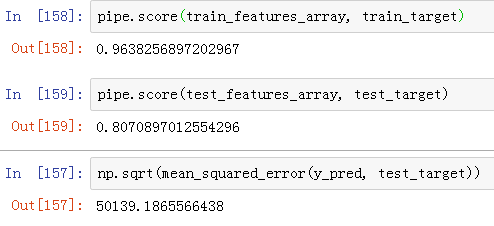 In [158]: pipe.score(train_features_array, train_target)
Out[158]: 0.9638256897202967
In [159]: pipe.score(test_features_array, test_target)
Out[159]: 0.8070897012554296
In [157]: np.sqrt(mean_squared_error(y_pred, test_target))
Out[157]: 50139.1865566438